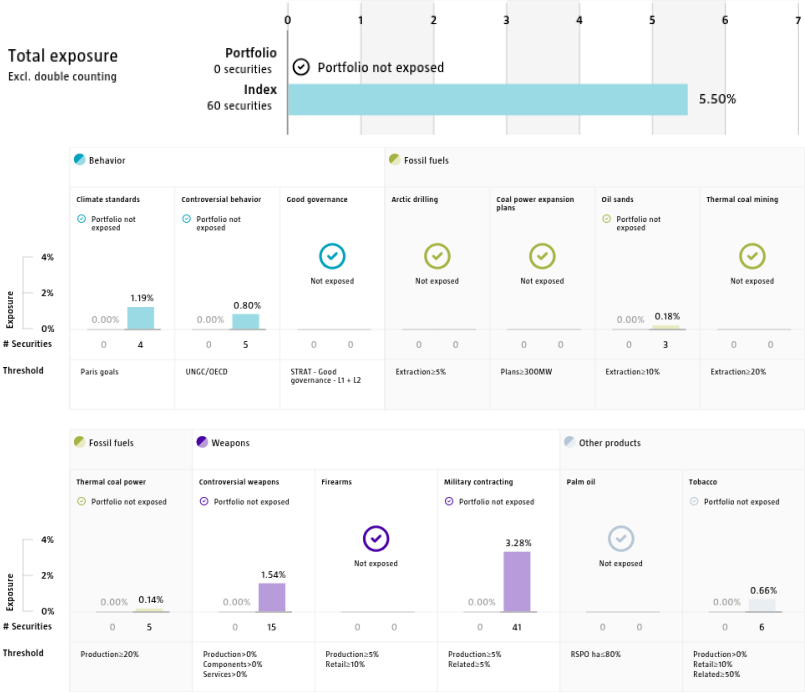 0 1 2 3 4 5 6 7
Total exposure
Excl. double counting
Portfolio
0 securities
Portfolio not exposed
Index
60 securities
5.50%
Behavior
Fossil fuels
Climate standards
Controversial behavior
Good governance
Arctic drilling
Coal power expansion
plans
Oil sands
Thermal coal mining
Portfolio not
exposed
Portfolio not
exposed
Not exposed
Not exposed
Not exposed
Portfolio not
exposed
Not exposed
Exposure
4%
2%
0%
0.00% 1.19%
0.00% 0.80%
0.00% 0.18%
# Securities 0 4 0 5 0 0 0 0 0 0 0 3 0 0
Threshold
Paris goals
UNGC/OECD
STRAT - Good
governance - L1 + L2
Extraction≥5%
Plans≥300MW
Extraction≥10%
Extraction≥20%
Fossil fuels
Weapons
Other products
Thermal coal power
Controversial weapons
Firearms
Military contracting
Palm oil
Tobacco
Portfolio not exposed
Portfolio not exposed
Not exposed
Portfolio not exposed
Not exposed
Portfolio not exposed
Exposure
4%
2%
0%
0.00% 0.14%
0.00% 1.54%
0.00% 3.28%
0.00% 0.66%
# Securities 0 5 0 15 0 0 0 41 0 0 0 6
Threshold
Production≥20%
Production>0%
Components>0%
Services>0%
Production≥5%
Retail≥10%
Production≥5%
Related≥5%
RSPO ha≤80%
Production>0%
Retail≥10%
Related≥50%